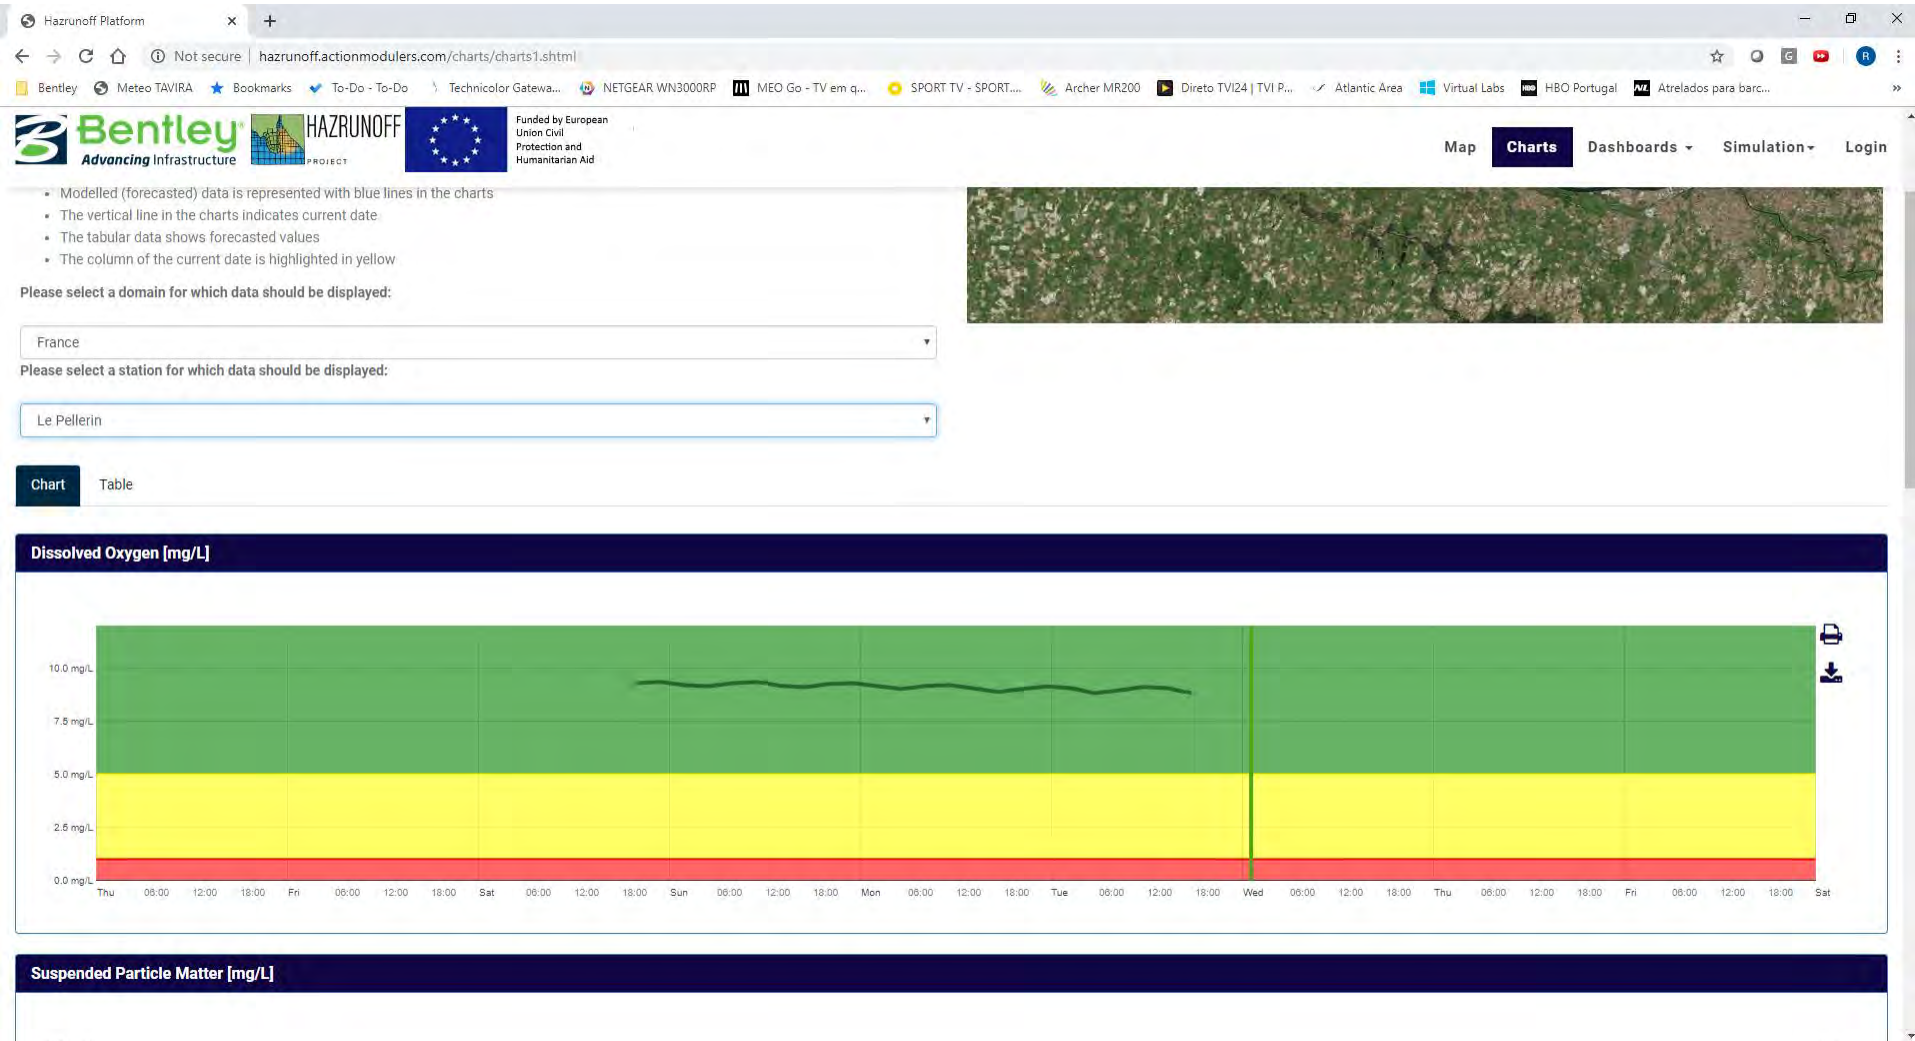 Hazrunoff Platform
Not secure | hazrunoff.actionmodulers.com/charts/charts1.shtml
Bentley Meteo TAVIRA Bookmarks To-Do - To-Do Technicolor Gatewa... NETGEAR WN3000RP MEO Go - TV em q... SPORT TV - SPORT.... Archer MR200 Direto TVI24 | TVI P... Atlantic Area Virtual Labs HBO Portugal Atrelados para barc...
Bentley
Advancing Infrastructure
HAZRUNOFF
PROJECT
Funded by European
Union Civil
Protection and
Humanitarian Aid
Map Charts Dashboards Simulation Login
Modelled (forecasted) data is represented with blue lines in the charts
The vertical line in the charts indicates current date
The tabular data shows forecasted values
The column of the current date is highlighted in yellow
Please select a domain for which data should be displayed:
France
Please select a station for which data should be displayed:
Le Pellerin
Chart Table
Dissolved Oxygen [mg/L]
10.0 mg/L
7.5 mg/L
5.0 mg/L
2.5 mg/L
0.0 mg/L
Thu 06:00 12:00 18:00 Fri 06:00 12:00 18:00 Sat 06:00 12:00 18:00 Sun 06:00 12:00 18:00 Mon 06:00 12:00 18:00 Tue 06:00 12:00 18:00 Wed 06:00 12:00 18:00 Thu 06:00 12:00 18:00 Fri 06:00 12:00 18:00 Sat
Suspended Particle Matter [mg/L]